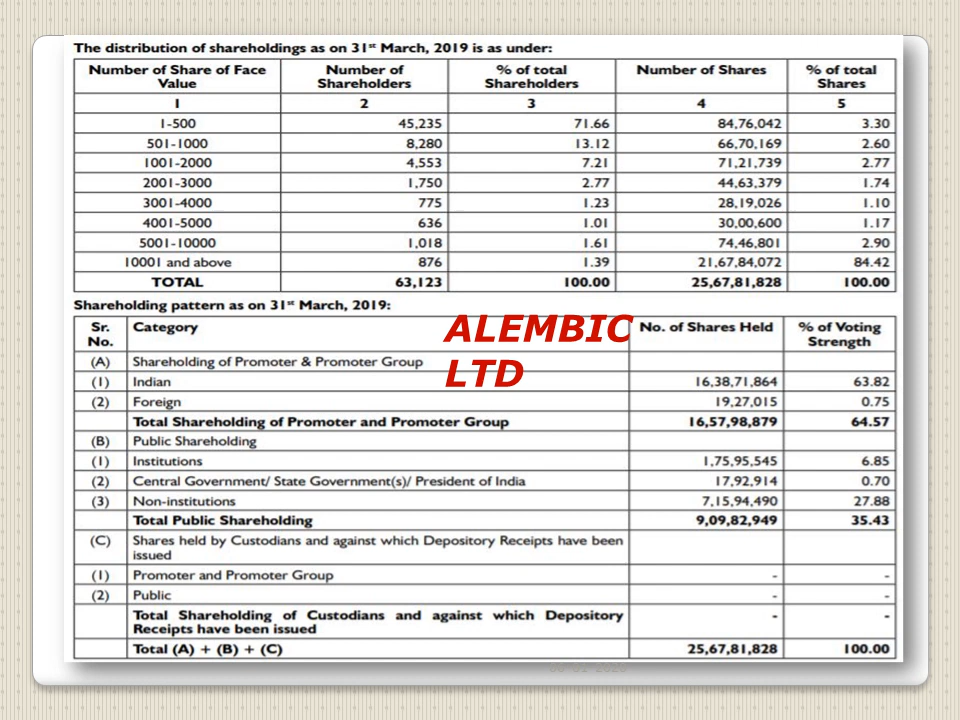 The distribution of shareholdings as on 31st March, 2019 is as under:
Number of Share of Face Value Number of Shareholders % of total Shareholders Number of Shares % of total Shares
1 2 3 4 5
1-500 45,235 71.66 84,76,042 3.30
501-1000 8,280 13.12 66,70,169 2.60
1001-2000 4,553 7.21 71,21,739 2.77
2001-3000 1,750 2.77 44,63,379 1.74
3001-4000 775 1.23 28,19,026 1.10
4001-5000 636 1.01 30,00,600 1.17
5001-10000 1,018 1.61 74,46,801 2.90
10001 and above 876 1.39 21,67,84,072 84.42
TOTAL 63,123 100.00 25,67,81,828 100.00
Shareholding pattern as on 31st March, 2019:
ALEMBIC
LTD
Sr. No. Category No. of Shares Held % of Voting Strength
(A) Shareholding of Promoter & Promoter Group
(1) Indian 16,38,71,864 63.82
(2) Foreign 19,27,015 0.75
Total Shareholding of Promoter and Promoter Group 16,57,98,879 64.57
(B) Public Shareholding
(1) Institutions 1,75,95,545 6.85
(2) Central Government/ State Government(s)/ President of India 17,92,914 0.70
(3) Non-institutions 7,15,94,490 27.88
Total Public Shareholding 9,09,82,949 35.43
(C) Shares held by Custodians and against which Depository Receipts have been
issued
(1) Promoter and Promoter Group - -
(2) Public - -
Total Shareholding of Custodians and against which Depository - -
Receipts have been issued
Total (A) + (B) + (C) 25,67,81,828 100.00